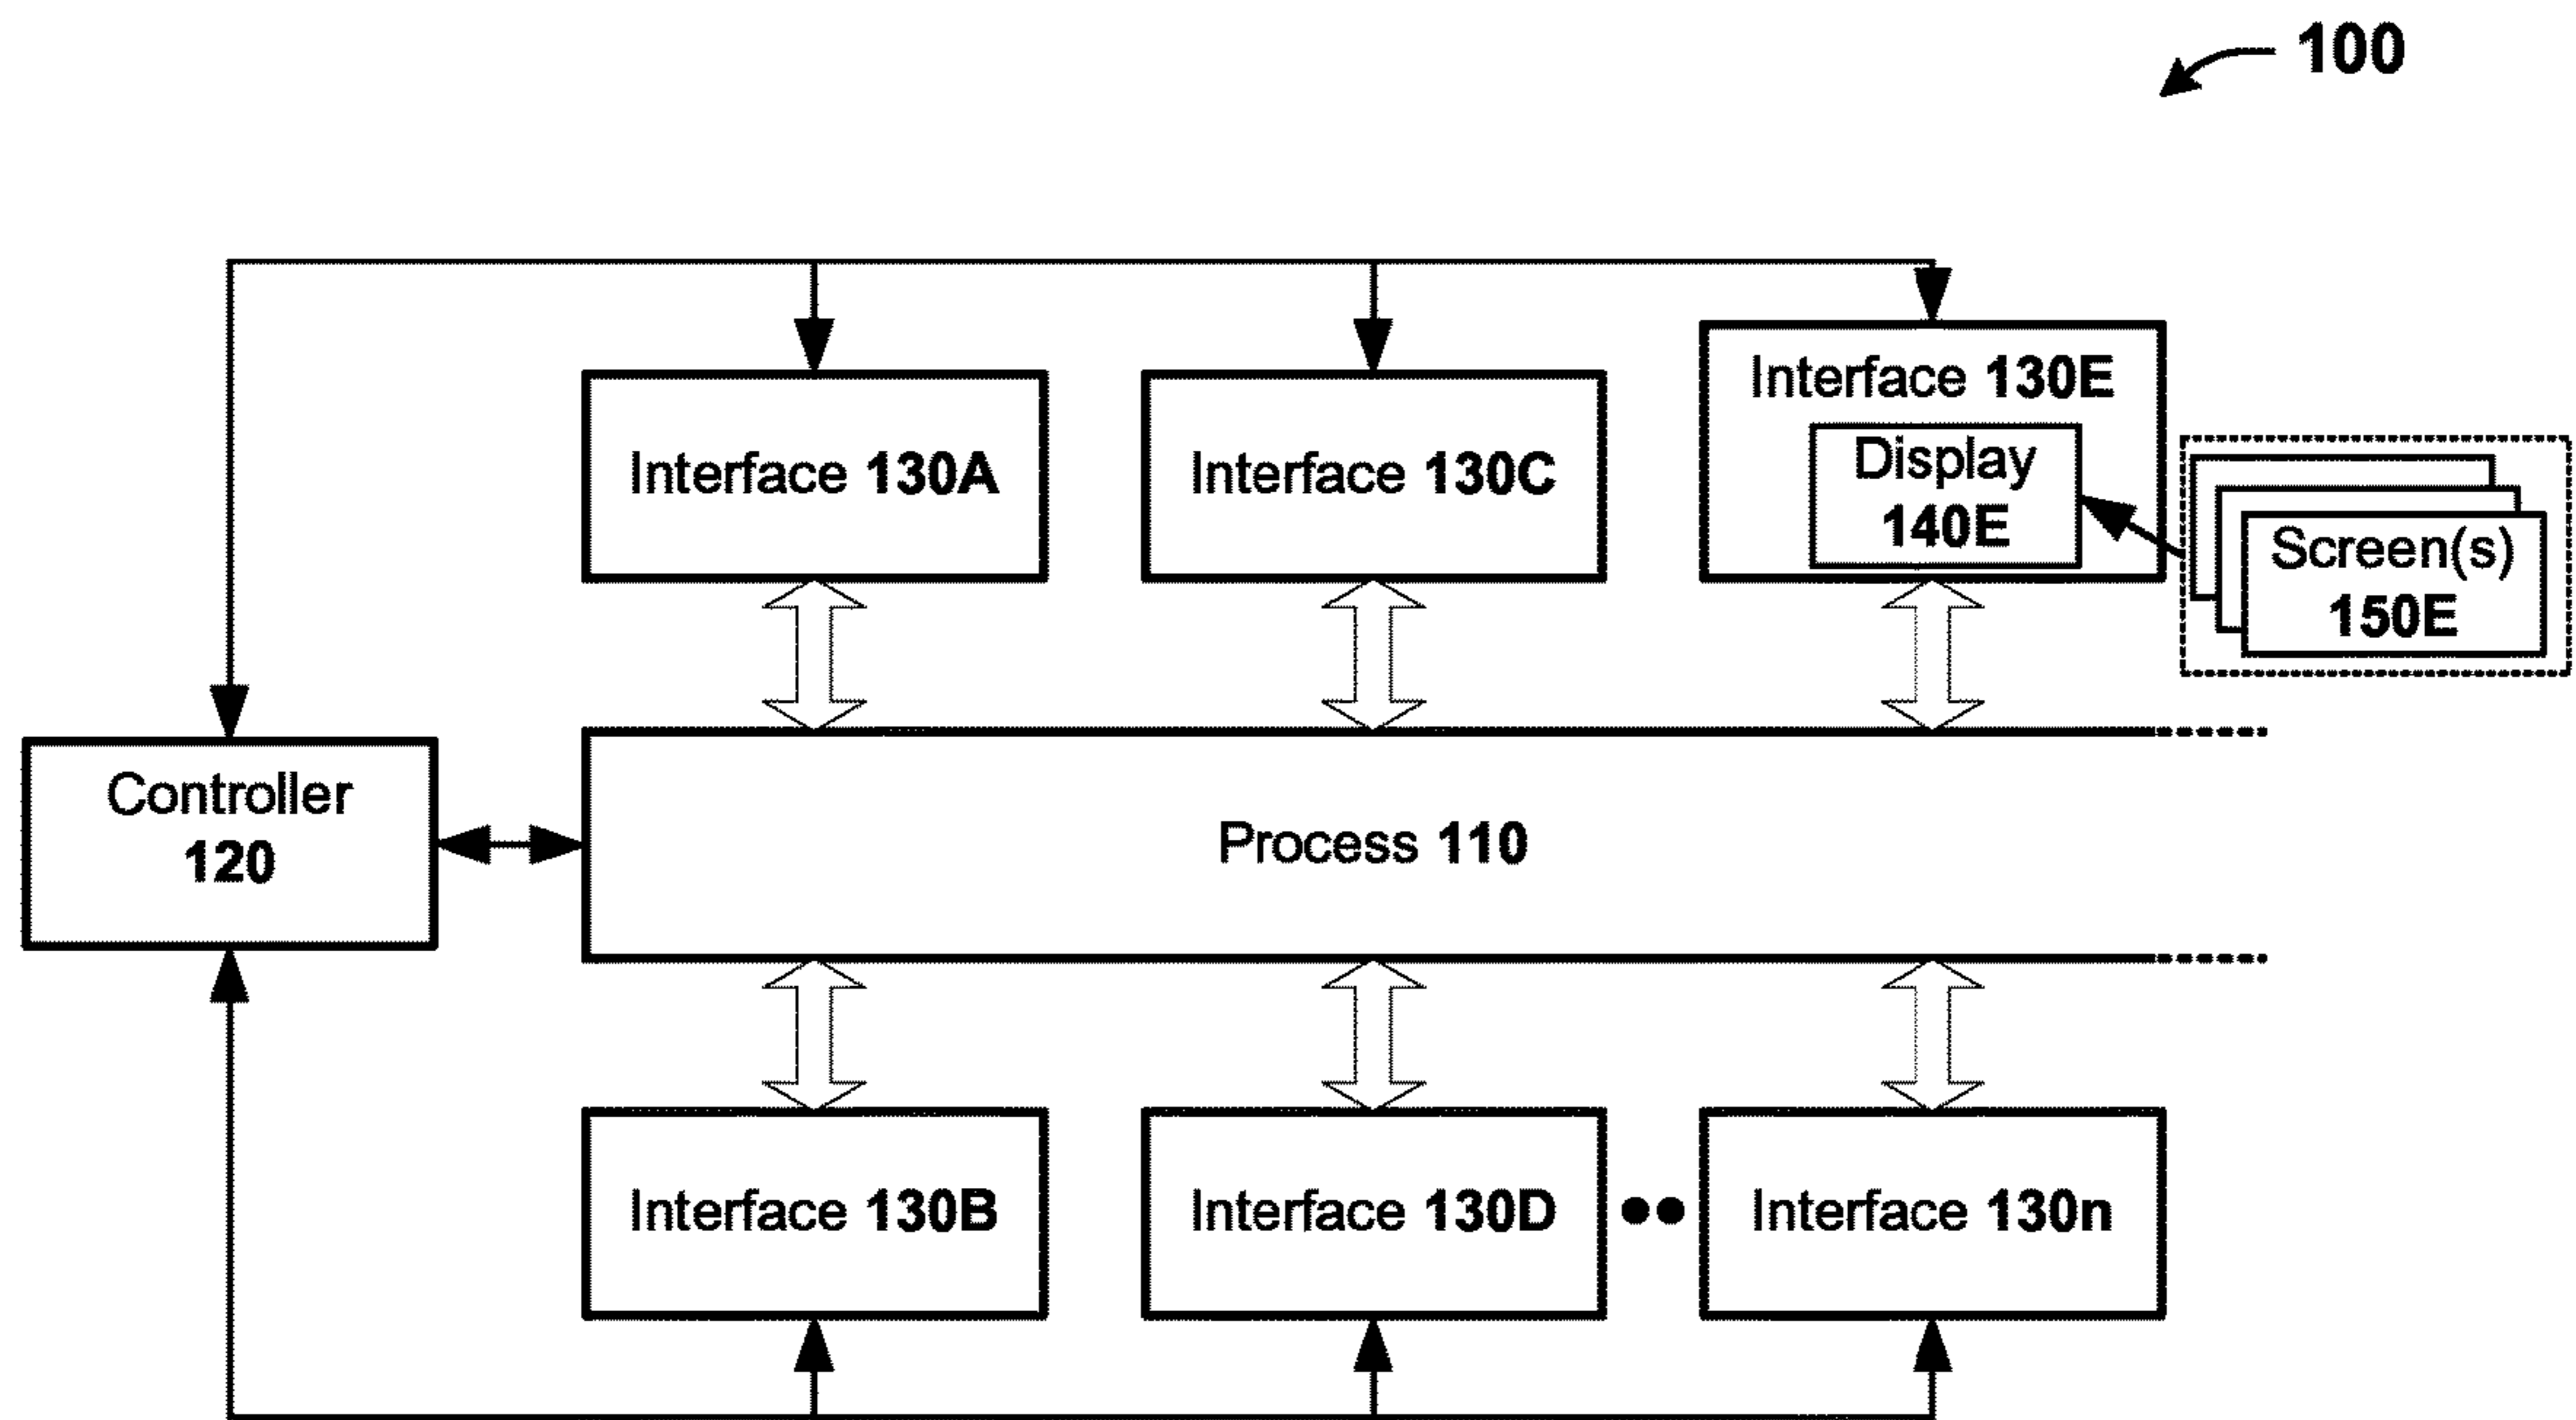 100
Interface 130A
Interface 130C
Interface 130E
Display
140E
Screen(s)
150E
Controller
120
Process 110
Interface 130B
Interface 130D
Interface 130n